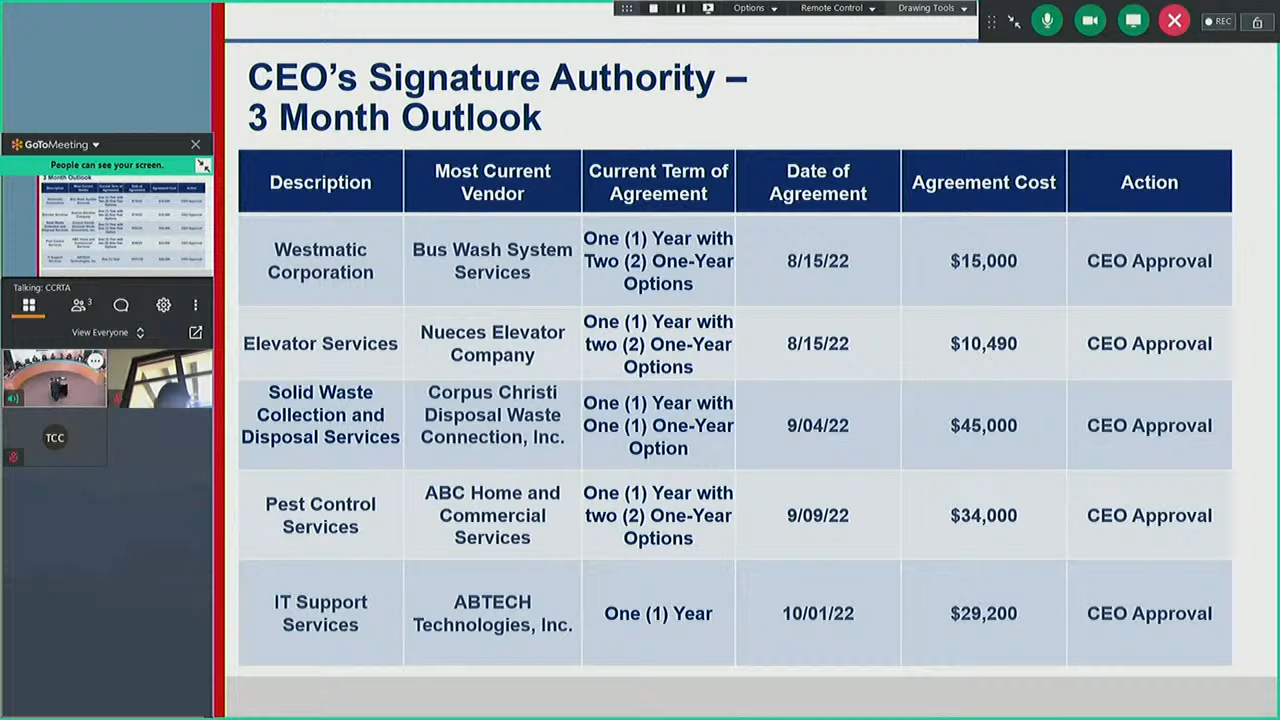 Options
Remote Control
Drawing Tools
REC
CEO’s Signature Authority –
3 Month Outlook
GoToMeeting
People can see your screen.
3 Month Outlook
Talking: CCRTA
3
View Everyone
TCC
Description
Most Current
Vendor
Current Term of
Agreement
Date of
Agreement
Agreement Cost
Action
Westmatic
Corporation
Bus Wash System
Services
One (1) Year with
Two (2) One-Year
Options
8/15/22
$15,000
CEO Approval
Elevator Services
Nueces Elevator
Company
One (1) Year with
two (2) One-Year
Options
8/15/22
$10,490
CEO Approval
Solid Waste
Collection and
Disposal Services
Corpus Christi
Disposal Waste
Connection, Inc.
One (1) Year with
One (1) One-Year
Option
9/04/22
$45,000
CEO Approval
Pest Control
Services
ABC Home and
Commercial
Services
One (1) Year with
two (2) One-Year
Options
9/09/22
$34,000
CEO Approval
IT Support
Services
ABTECH
Technologies, Inc.
One (1) Year
10/01/22
$29,200
CEO Approval